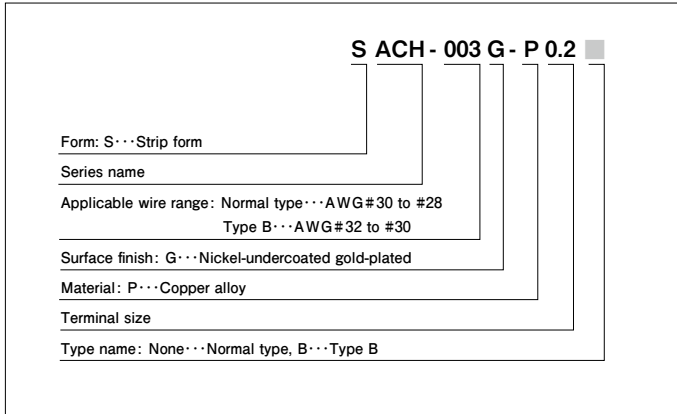 S ACH - 003 G - P 0.2
Form: S···Strip form
Series name
Applicable wire range: Normal type···AWG#30 to #28
Type B···AWG#32 to #30
Surface finish: G···Nickel-undercoated gold-plated
Material: P···Copper alloy
Terminal size
Type name: None···Normal type, B···Type B